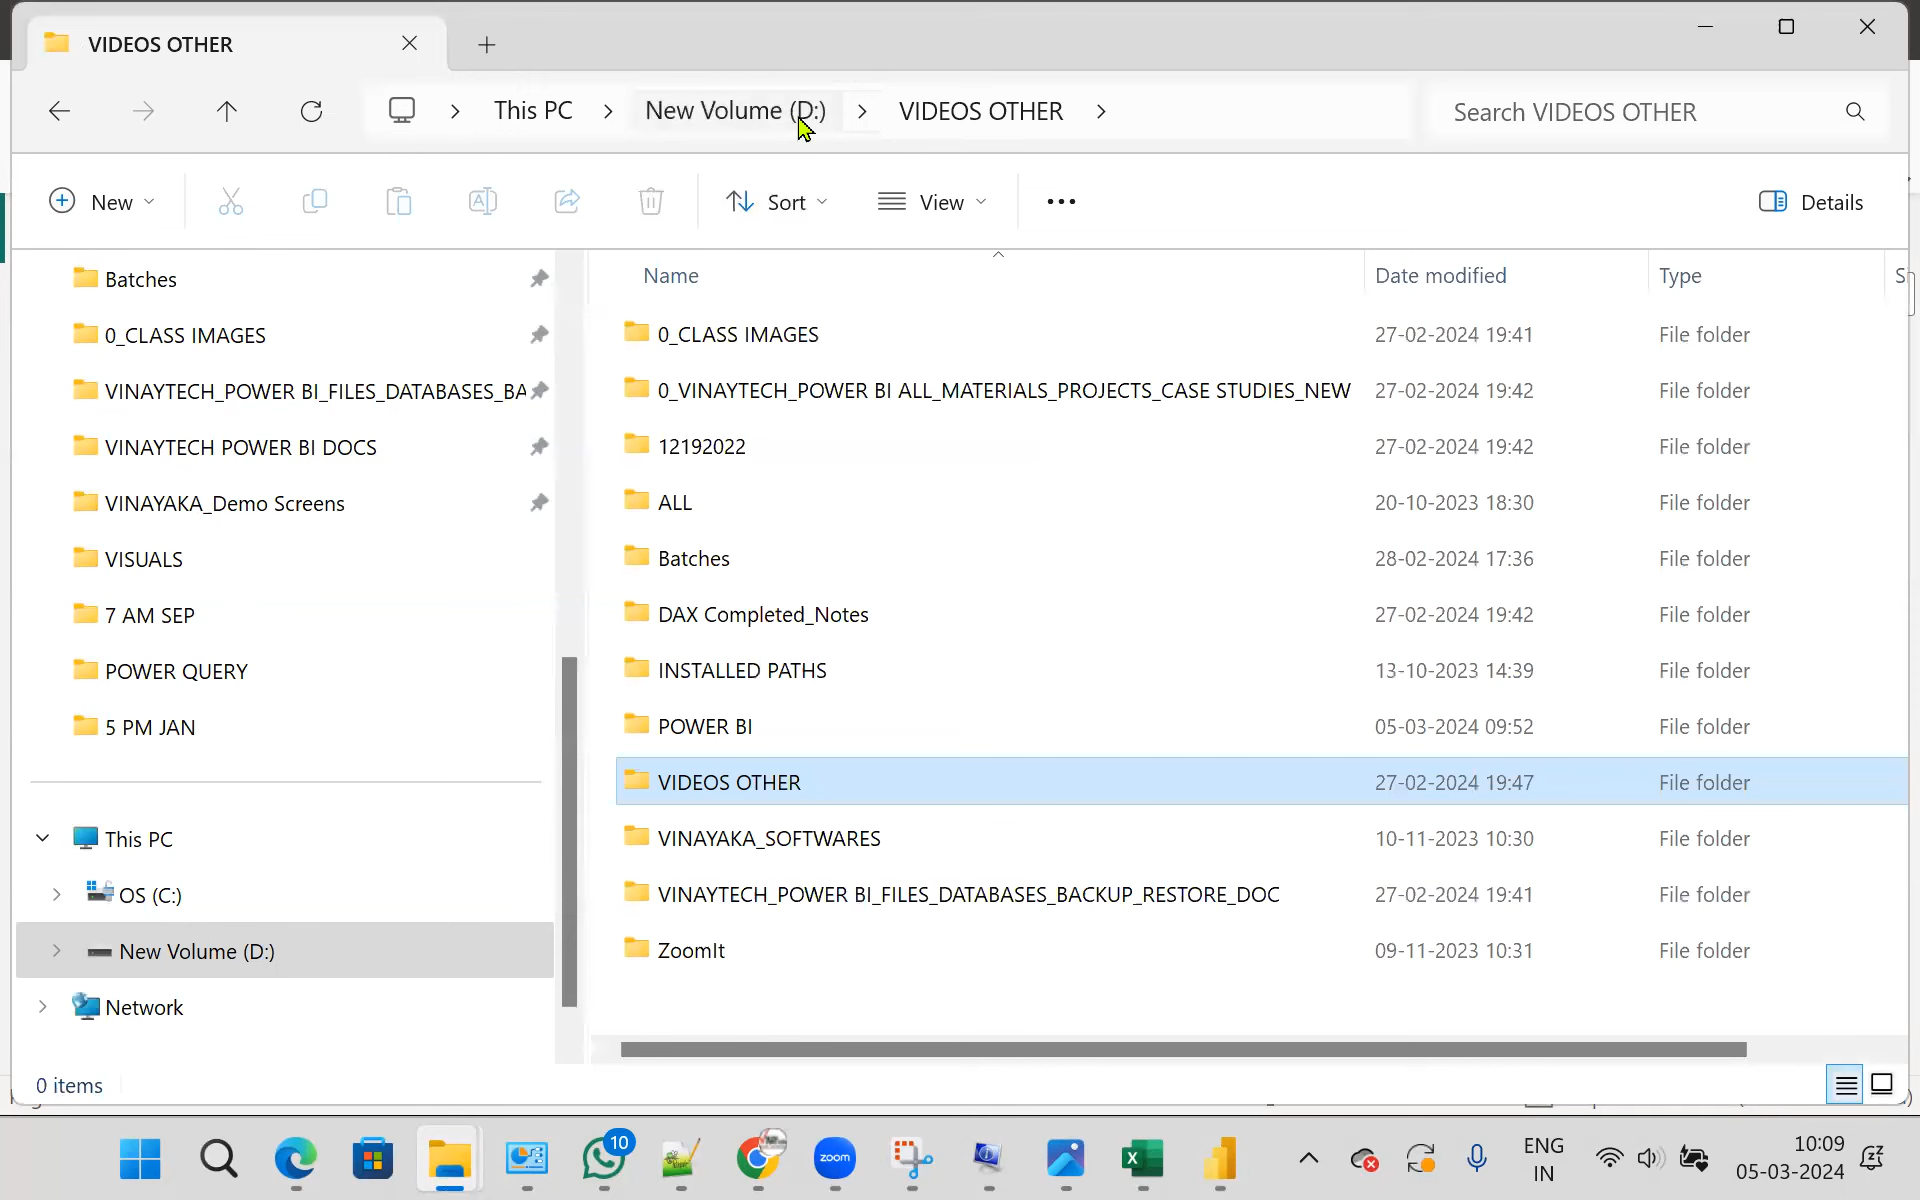 VIDEOS OTHER
This PC
New Volume (D:)
VIDEOS OTHER
Search VIDEOS OTHER
New
Sort
View
Details
Name
Date modified
Type
Batches
0_CLASS IMAGES
VINAYTECH_POWER BI_FILES_DATABASES_BA
VINAYTECH POWER BI DOCS
VINAYAKA_Demo Screens
VISUALS
7 AM SEP
POWER QUERY
5 PM JAN
This PC
OS (C:)
New Volume (D:)
Network
0_CLASS IMAGES 27-02-2024 19:41 File folder
0_VINAYTECH_POWER BI ALL_MATERIALS_PROJECTS_CASE STUDIES_NEW 27-02-2024 19:42 File folder
12192022 27-02-2024 19:42 File folder
ALL 20-10-2023 18:30 File folder
Batches 28-02-2024 17:36 File folder
DAX Completed_Notes 27-02-2024 19:42 File folder
INSTALLED PATHS 13-10-2023 14:39 File folder
POWER BI 05-03-2024 09:52 File folder
VIDEOS OTHER 27-02-2024 19:47 File folder
VINAYAKA_SOFTWARES 10-11-2023 10:30 File folder
VINAYTECH_POWER BI_FILES_DATABASES_BACKUP_RESTORE_DOC 27-02-2024 19:41 File folder
ZoomIt 09-11-2023 10:31 File folder
0 items
10
zoom
ENG
IN
10:09
05-03-2024